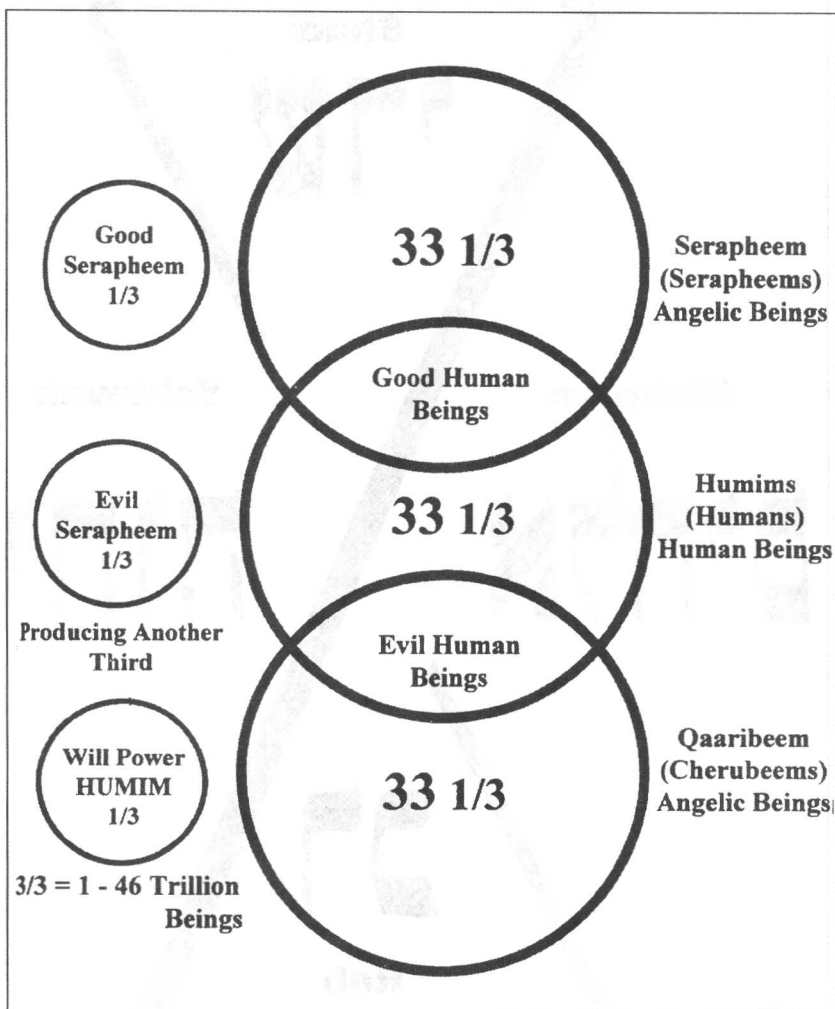 Good
Serapheem
1/3
33 1/3
Serapheem
(Serapheems)
Angelic Beings
Good Human
Beings
Evil
Serapheem
1/3
Producing Another
Third
33 1/3
Humims
(Humans)
Human Beings
Evil Human
Beings
Will Power
HUMIM
1/3
3/3 = 1 - 46 Trillion
Beings
33 1/3
Qaaribeem
(Cherubeems)
Angelic Beings